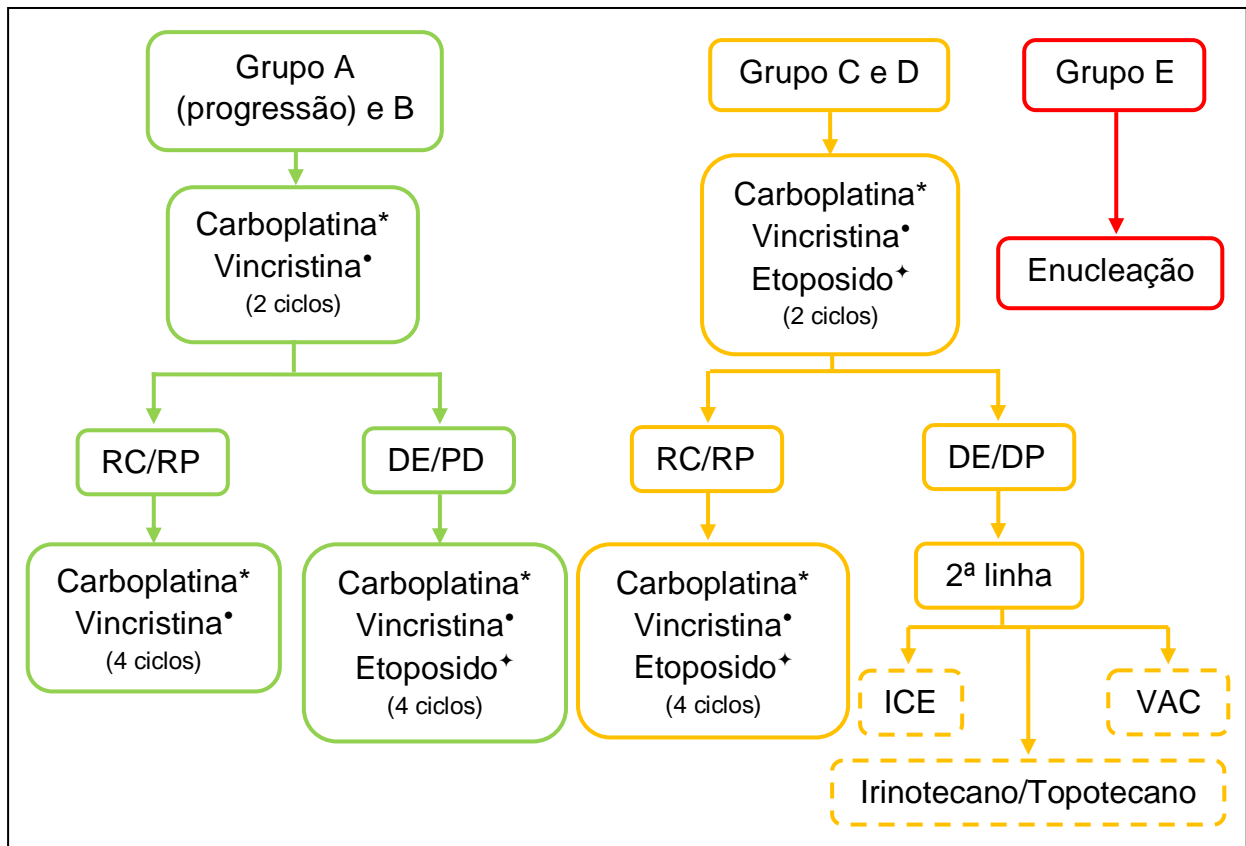 Grupo A
(progressão) e B
Grupo C e D
Grupo E
Carboplatina*
Vincristina•
(2 ciclos)
Carboplatina*
Vincristina•
Etoposido✦
(2 ciclos)
Enucleação
RC/RP
DE/PD
RC/RP
DE/DP
Carboplatina*
Vincristina•
(4 ciclos)
Carboplatina*
Vincristina•
Etoposido✦
(4 ciclos)
Carboplatina*
Vincristina•
Etoposido✦
(4 ciclos)
2ª linha
ICE
VAC
Irinotecano/Topotecano